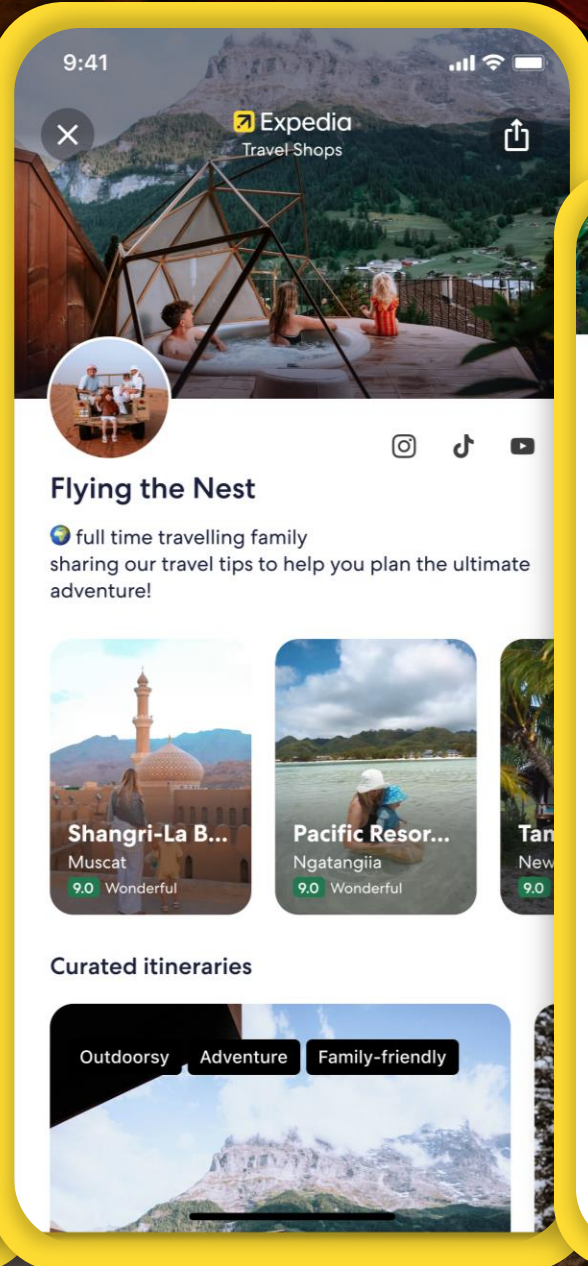 9:41
Expedia
Travel Shops
Flying the Nest
🌍 full time travelling family
sharing our travel tips to help you plan the ultimate
adventure!
Shangri-La B...
Muscat
9.0 Wonderful
Pacific Resor...
Ngatangiia
9.0 Wonderful
Tan
New
9.0
Curated itineraries
Outdoorsy
Adventure
Family-friendly